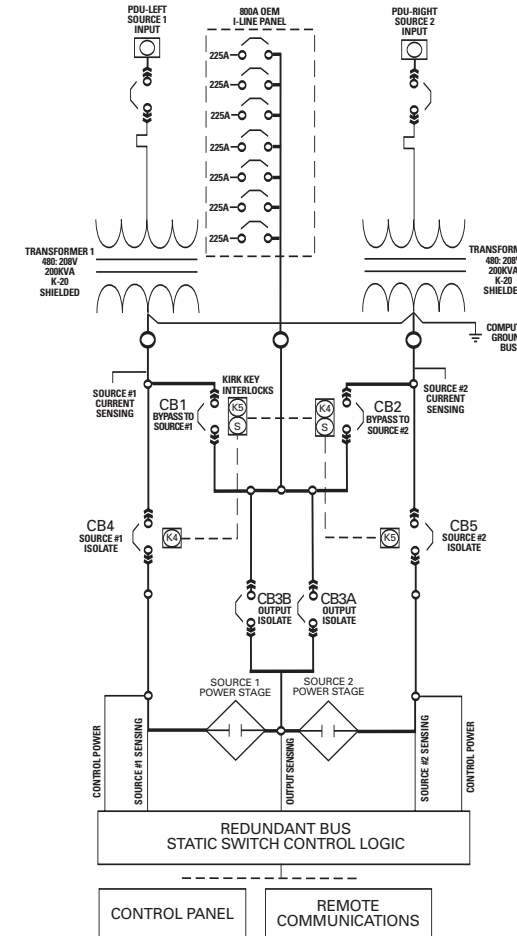 PDU-LEFT
SOURCE 1
INPUT
800A OEM
I-LINE PANEL
PDU-RIGHT
SOURCE 2
INPUT
225A
225A
225A
225A
225A
225A
225A
TRANSFORMER 1
480: 208V
200KVA
K-20
SHIELDED
TRANSFORM
480: 208V
200KVA
K-20
SHIELDE
COMPUT
GROUN
BUS
SOURCE #1
CURRENT
SENSING
KIRK KEY
INTERLOCKS
SOURCE #2
CURRENT
SENSING
CB1
BYPASS TO
SOURCE#1
K5
S
K4
S
CB2
BYPASS TO
SOURCE#2
CB4
SOURCE #1
ISOLATE
K4
K5
CB5
SOURCE #2
ISOLATE
CB3B
OUTPUT
ISOLATE
CB3A
OUTPUT
ISOLATE
SOURCE 1
POWER STAGE
SOURCE 2
POWER STAGE
CONTROL POWER
SOURCE #1 SENSING
OUTPUT SENSING
SOURCE #2 SENSING
CONTROL POWER
REDUNDANT BUS
STATIC SWITCH CONTROL LOGIC
CONTROL PANEL
REMOTE
COMMUNICATIONS